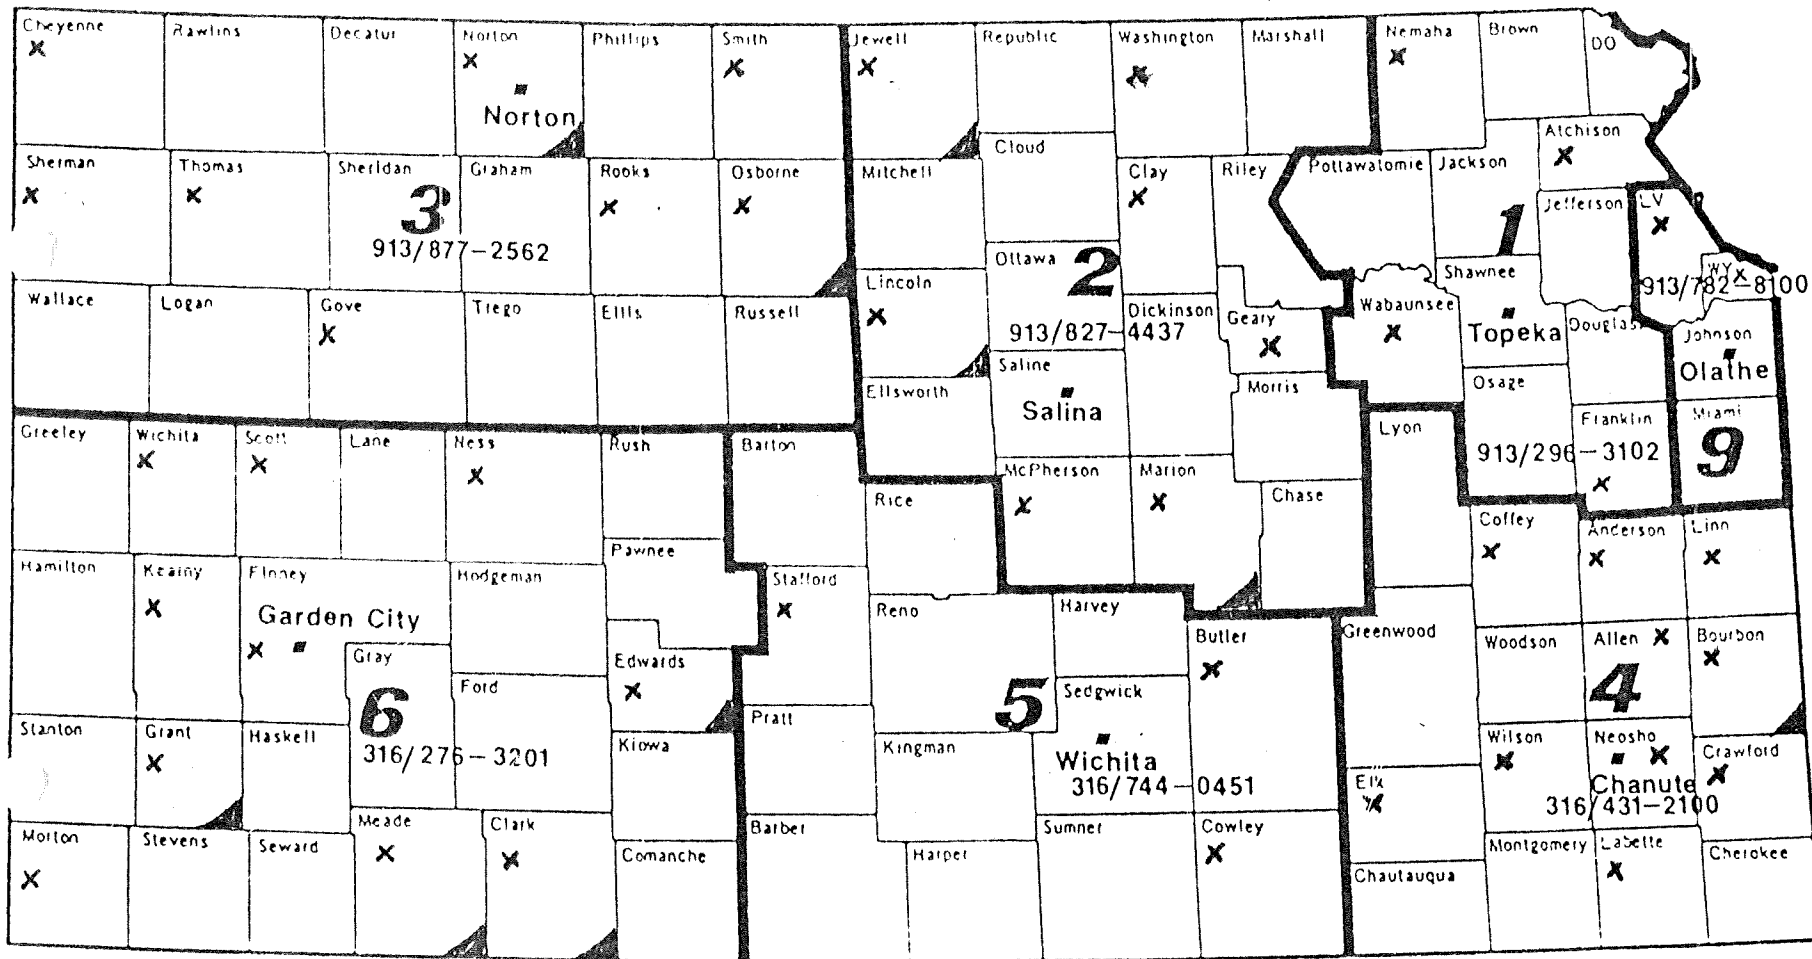 Cheyenne Rawlins Decatur Norton Phillips Smith Jewell Republic Washington Marshall Nemaha Brown DO
X X X X X X
Norton
Cloud Atchison
Sherman Thomas Sheridan Graham Rooks Osborne Mitchell Clay Riley Pottawatomie Jackson X
X X 3 X X X Jefferson LV
913/877-2562 1 X
Ottawa 2 Shawnee WY X
Wallace Logan Gove Trego Ellis Russell Lincoln Dickinson Geary Wabaunsee 913/782-8100
X X 913/827-4437 X X Topeka Douglas Johnson
Saline Olathe
Ellsworth Salina Morris Osage
Greeley Wichita Scott Lane Ness Rush Barton Lyon Franklin Miami
X X X McPherson Marion 913/296-3102 9
X X Chase X
Rice Coffey Anderson Linn
Pawnee X X X
Hamilton Kearny Finney Hodgeman Stafford
X Garden City X Reno Harvey
X Butler Greenwood Woodson Allen X Bourbon
Gray Edwards X X
Ford X 5 Sedgwick 4
6 Pratt
Stanton Grant Haskell Kiowa Kingman Wichita Wilson Neosho X Crawford
X 316/276-3201 316/744-0451 Elk X X Chanute X
X 316/431-2100
Morton Stevens Seward Meade Clark Comanche Barber Harper Sumner Cowley Chautauqua Montgomery LaBette Cherokee
X X X X X